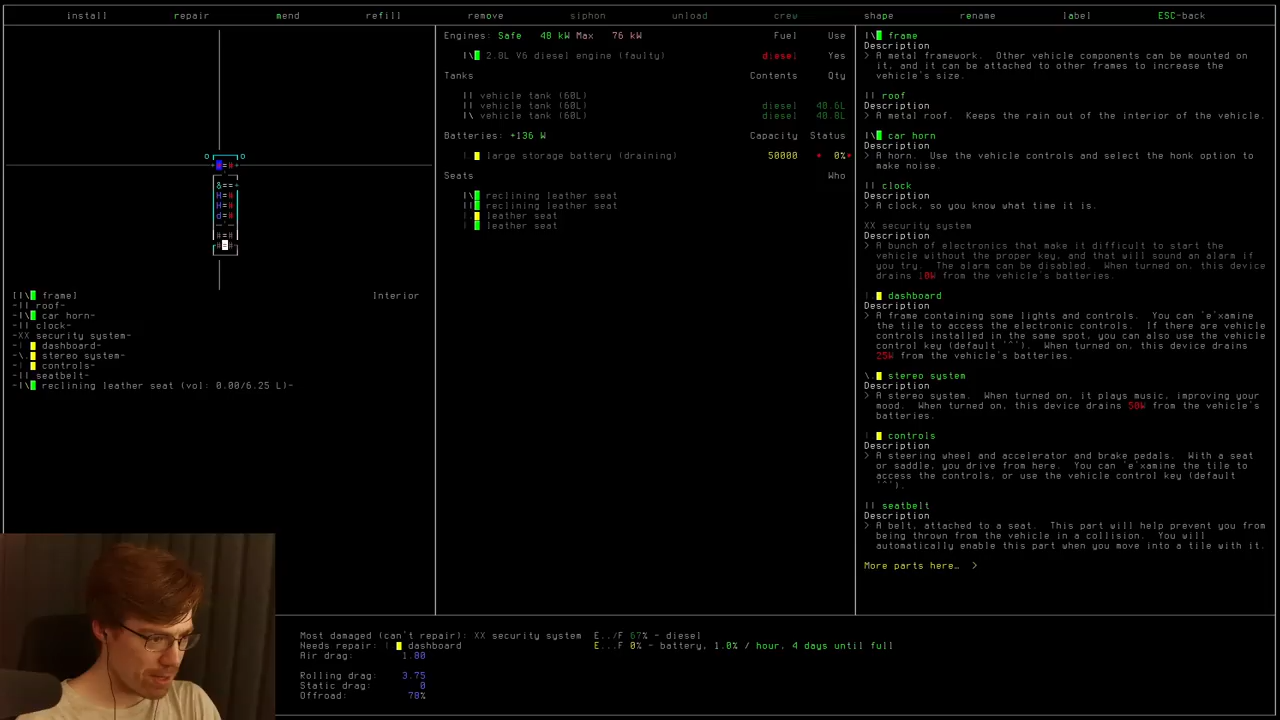 install repair mend refill remove siphon unload crew shape rename label ESC-back
Engines: Safe 40 kW Max 76 kW Fuel Use
2.8L V6 diesel engine (faulty) diesel Yes
Tanks Contents Qty
|| vehicle tank (60L)
|| vehicle tank (60L) diesel 40.6L
|\ vehicle tank (60L) diesel 40.0L
Batteries: +136 W Capacity Status
large storage battery (draining) 50000 * 0%*
Seats Who
reclining leather seat
reclining leather seat
leather seat
leather seat
[|\ frame] Interior
-|| roof-
-|\ car horn-
-|| clock-
-XX security system-
dashboard-
-\. stereo system-
controls-
-|| seatbelt-
-|\ reclining leather seat (vol: 0.00/6.25 L)-
|\ frame
Description
> A metal framework. Other vehicle components can be mounted on
it, and it can be attached to other frames to increase the
vehicle's size.
|| roof
Description
> A metal roof. Keeps the rain out of the interior of the vehicle.
|\ car horn
Description
> A horn. Use the vehicle controls and select the honk option to
make noise.
|| clock
Description
> A clock, so you know what time it is.
XX security system
Description
> A bunch of electronics that make it difficult to start the
vehicle without the proper key, and that will sound an alarm if
you try. The alarm can be disabled. When turned on, this device
drains 10W from the vehicle's batteries.
dashboard
Description
> A frame containing some lights and controls. You can 'e'xamine
the tile to access the electronic controls. If there are vehicle
controls installed in the same spot, you can also use the vehicle
control key (default '^'). When turned on, this device drains
25W from the vehicle's batteries.
\. stereo system
Description
> A stereo system. When turned on, it plays music, improving your
mood. When turned on, this device drains 50W from the vehicle's
batteries.
controls
Description
> A steering wheel and accelerator and brake pedals. With a seat
or saddle, you drive from here. You can 'e'xamine the tile to
access the controls, or use the vehicle control key (default
'^').
|| seatbelt
Description
> A belt, attached to a seat. This part will help prevent you from
being thrown from the vehicle in a collision. You will
automatically enable this part when you move into a tile with it.
More parts here… >
Most damaged (can't repair): XX security system E../F 67% - diesel
Needs repair: dashboard E...F 0% - battery, 1.0% / hour, 4 days until full
Air drag: 1.80
Rolling drag: 3.75
Static drag: 0
Offroad: 70%